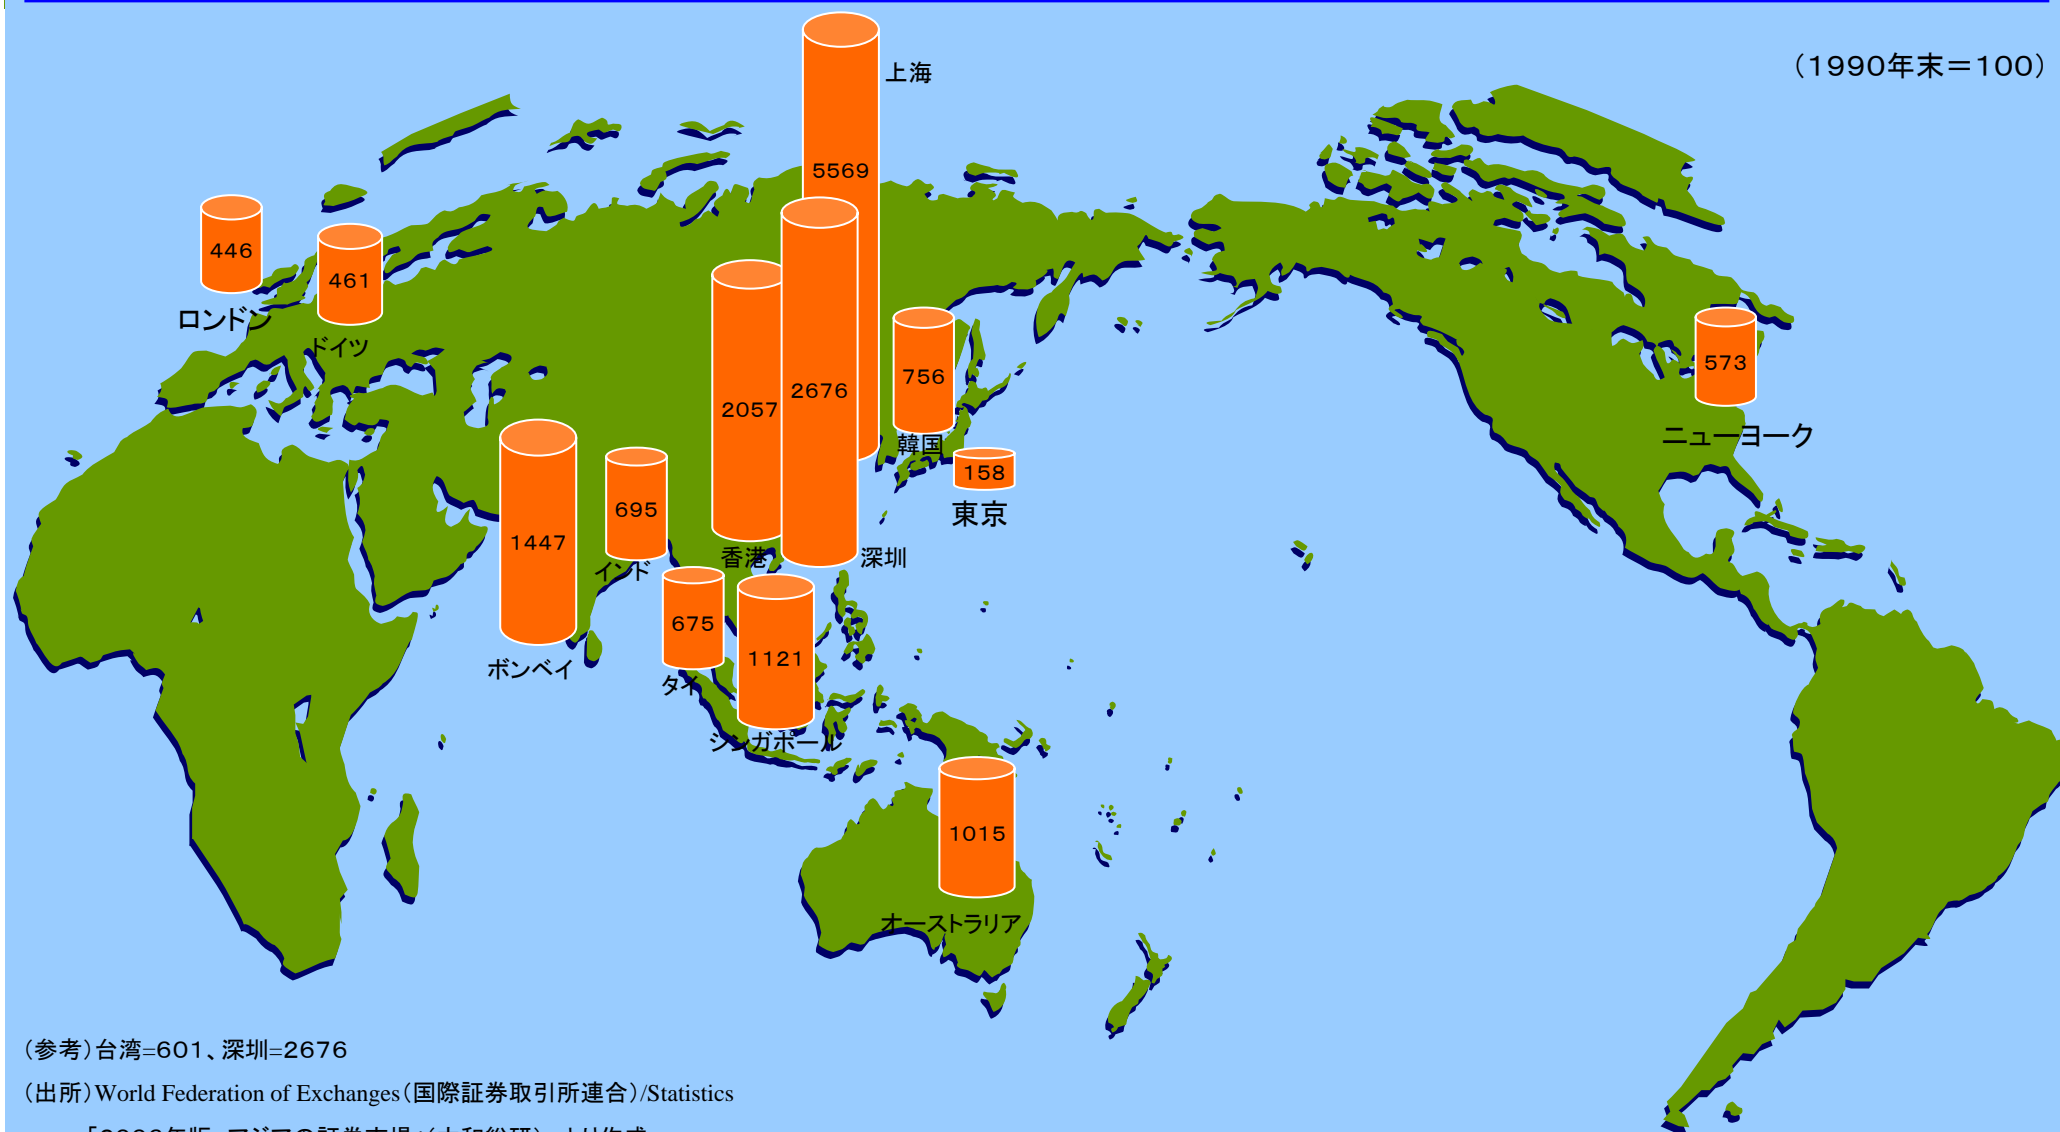 （1990年末＝100）
上海
5569
446
ロンドン
461
ドイツ
2057
香港
2676
深圳
756
韓国
158
東京
573
ニューヨーク
1447
ボンベイ
695
インド
675
タイ
1121
シンガポール
1015
オーストラリア
（参考）台湾=601、深圳=2676
（出所）World Federation of Exchanges（国際証券取引所連合）/Statistics